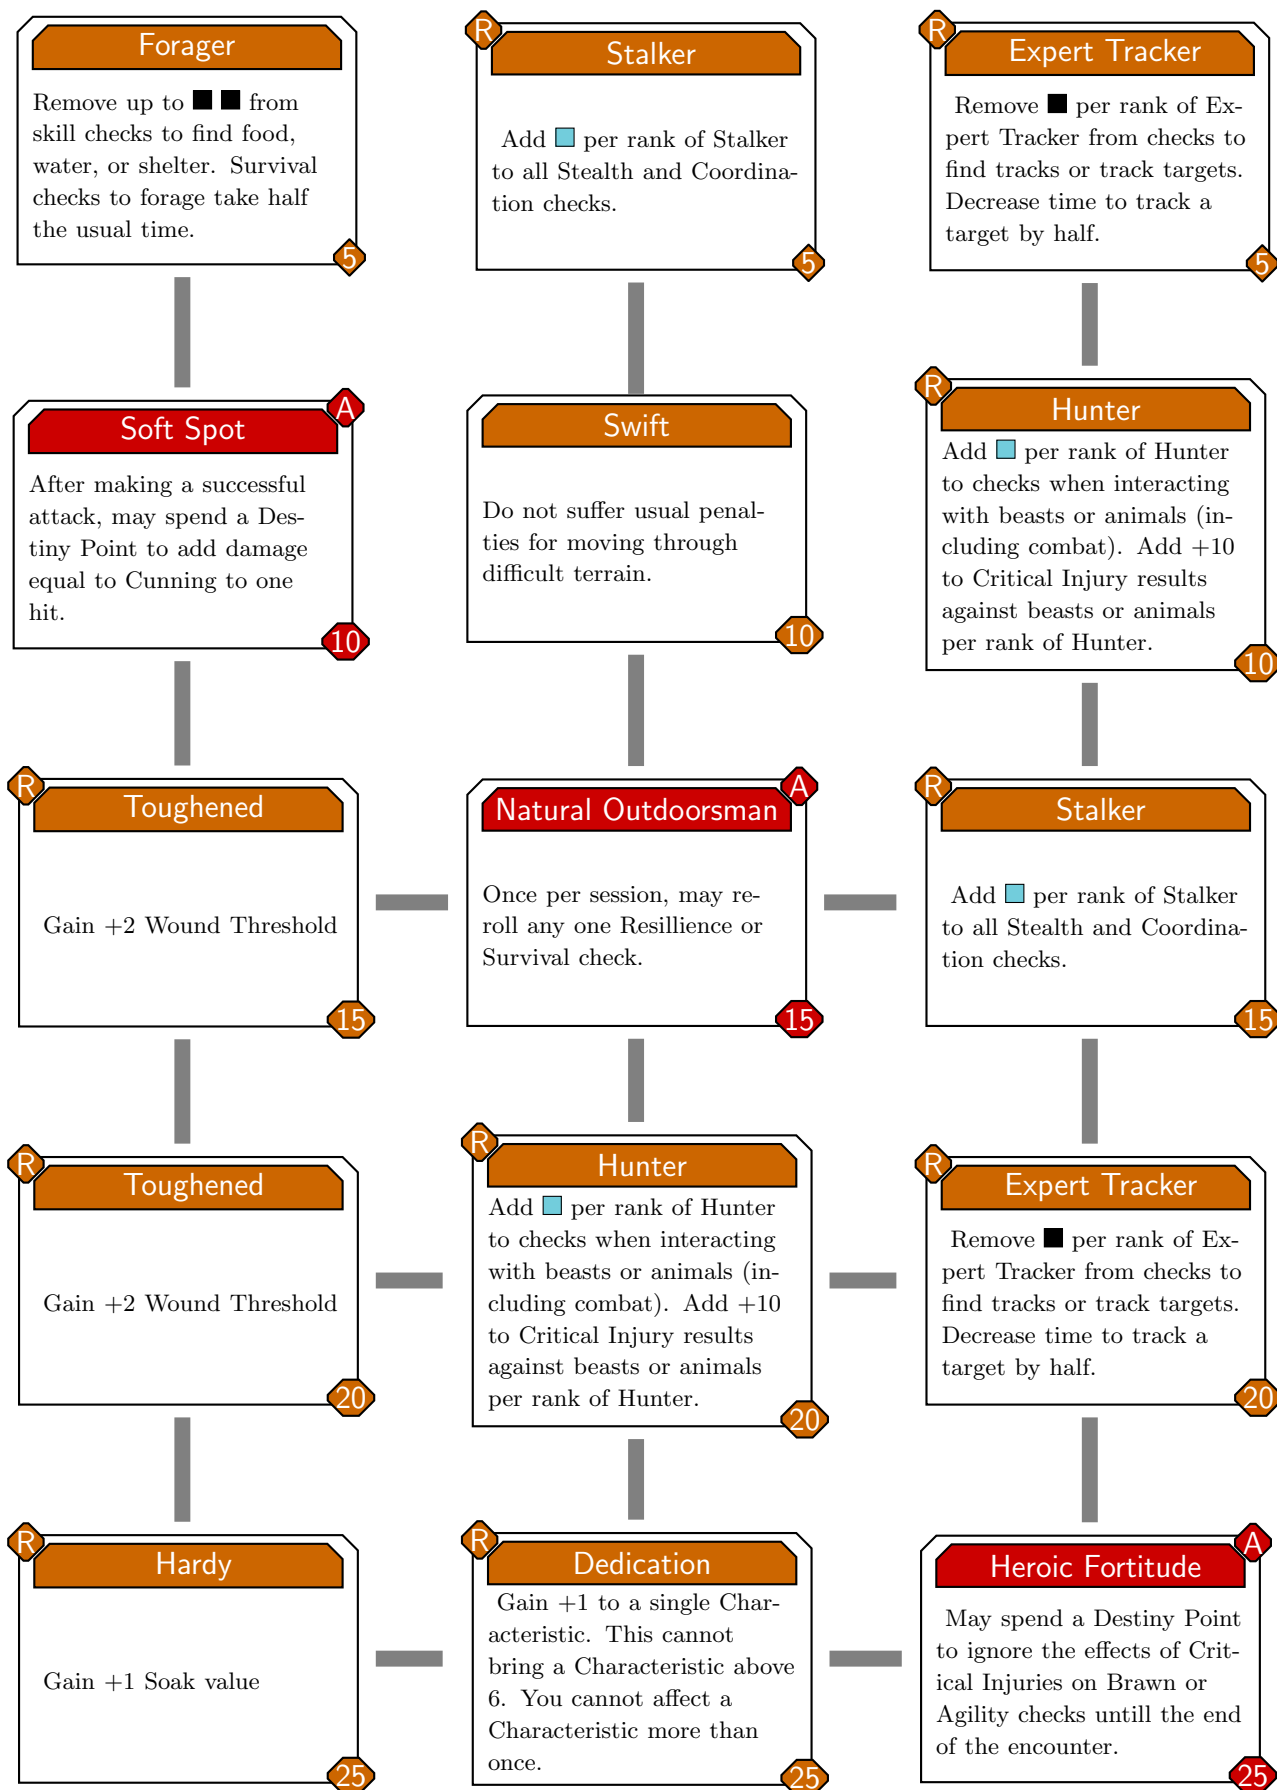 Forager
Remove up to from
skill checks to find food,
water, or shelter. Survival
checks to forage take half
the usual time.
5
R
Stalker
Add per rank of Stalker
to all Stealth and Coordina-
tion checks.
5
R
Expert Tracker
Remove per rank of Ex-
pert Tracker from checks to
find tracks or track targets.
Decrease time to track a
target by half.
5
A
Soft Spot
After making a successful
attack, may spend a Des-
tiny Point to add damage
equal to Cunning to one
hit.
10
Swift
Do not suffer usual penal-
ties for moving through
difficult terrain.
10
R
Hunter
Add per rank of Hunter
to checks when interacting
with beasts or animals (in-
cluding combat). Add +10
to Critical Injury results
against beasts or animals
per rank of Hunter.
10
R
Toughened
Gain +2 Wound Threshold
15
A
Natural Outdoorsman
Once per session, may re-
roll any one Resillience or
Survival check.
15
R
Stalker
Add per rank of Stalker
to all Stealth and Coordina-
tion checks.
15
R
Toughened
Gain +2 Wound Threshold
20
R
Hunter
Add per rank of Hunter
to checks when interacting
with beasts or animals (in-
cluding combat). Add +10
to Critical Injury results
against beasts or animals
per rank of Hunter.
20
R
Expert Tracker
Remove per rank of Ex-
pert Tracker from checks to
find tracks or track targets.
Decrease time to track a
target by half.
20
R
Hardy
Gain +1 Soak value
25
R
Dedication
Gain +1 to a single Char-
acteristic. This cannot
bring a Characteristic above
6. You cannot affect a
Characteristic more than
once.
25
A
Heroic Fortitude
May spend a Destiny Point
to ignore the effects of Crit-
ical Injuries on Brawn or
Agility checks untill the end
of the encounter.
25